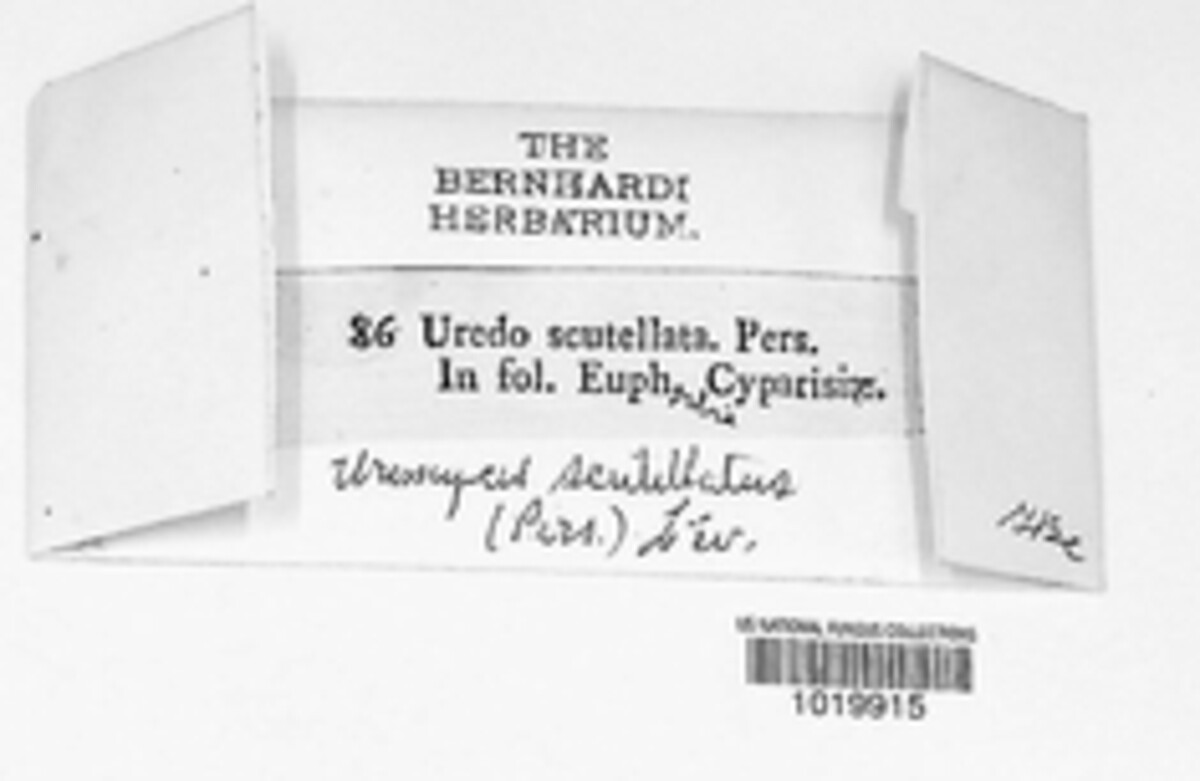 THE
BERNHARDI
HERBARIUM.
86 Uredo scutellata. Pers.
In fol. Euph. Cyparisiæ.
Uromyces scutellatus
(Pers.) Lév.
US NATIONAL FUNGUS COLLECTIONS
1019915